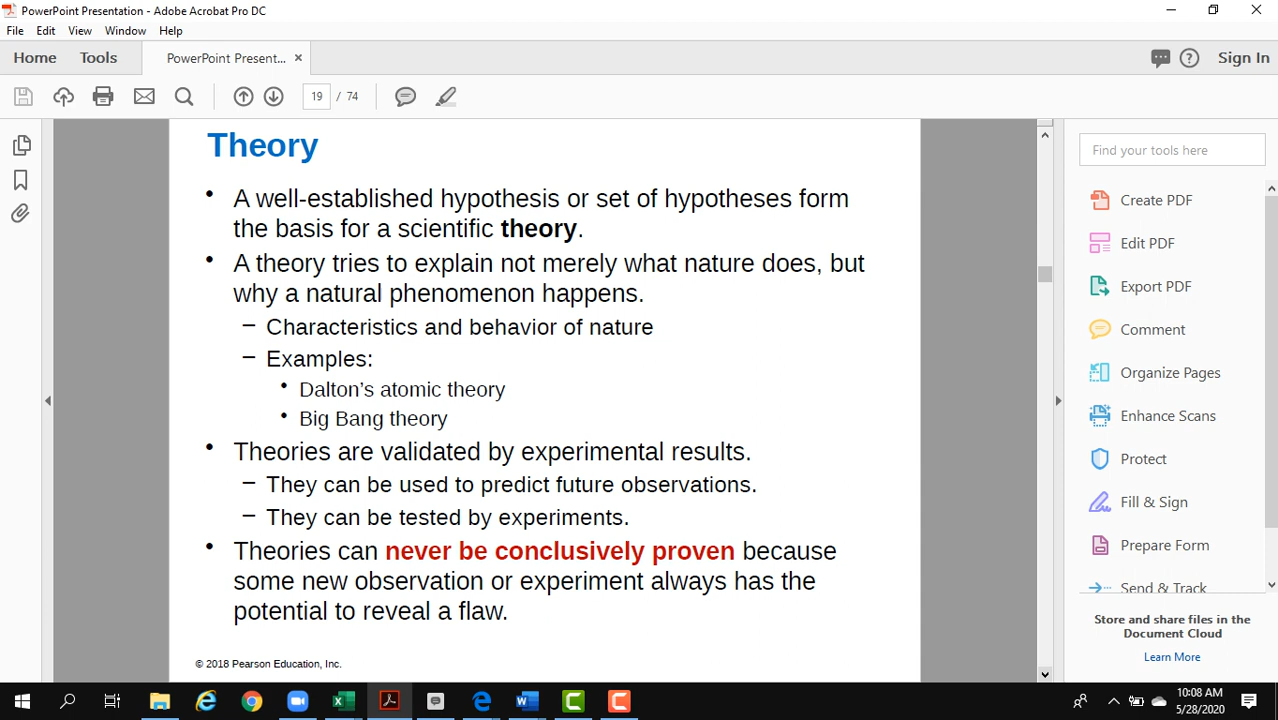 PowerPoint Presentation - Adobe Acrobat Pro DC
File Edit View Window Help
Home Tools PowerPoint Present... × Sign In
19 / 74
Theory
• A well-established hypothesis or set of hypotheses form
the basis for a scientific theory.
• A theory tries to explain not merely what nature does, but
why a natural phenomenon happens.
– Characteristics and behavior of nature
– Examples:
• Dalton’s atomic theory
• Big Bang theory
• Theories are validated by experimental results.
– They can be used to predict future observations.
– They can be tested by experiments.
• Theories can never be conclusively proven because
some new observation or experiment always has the
potential to reveal a flaw.
© 2018 Pearson Education, Inc.
Find your tools here
Create PDF
Edit PDF
Export PDF
Comment
Organize Pages
Enhance Scans
Protect
Fill & Sign
Prepare Form
Send & Track
Store and share files in the
Document Cloud
Learn More
10:08 AM
5/28/2020